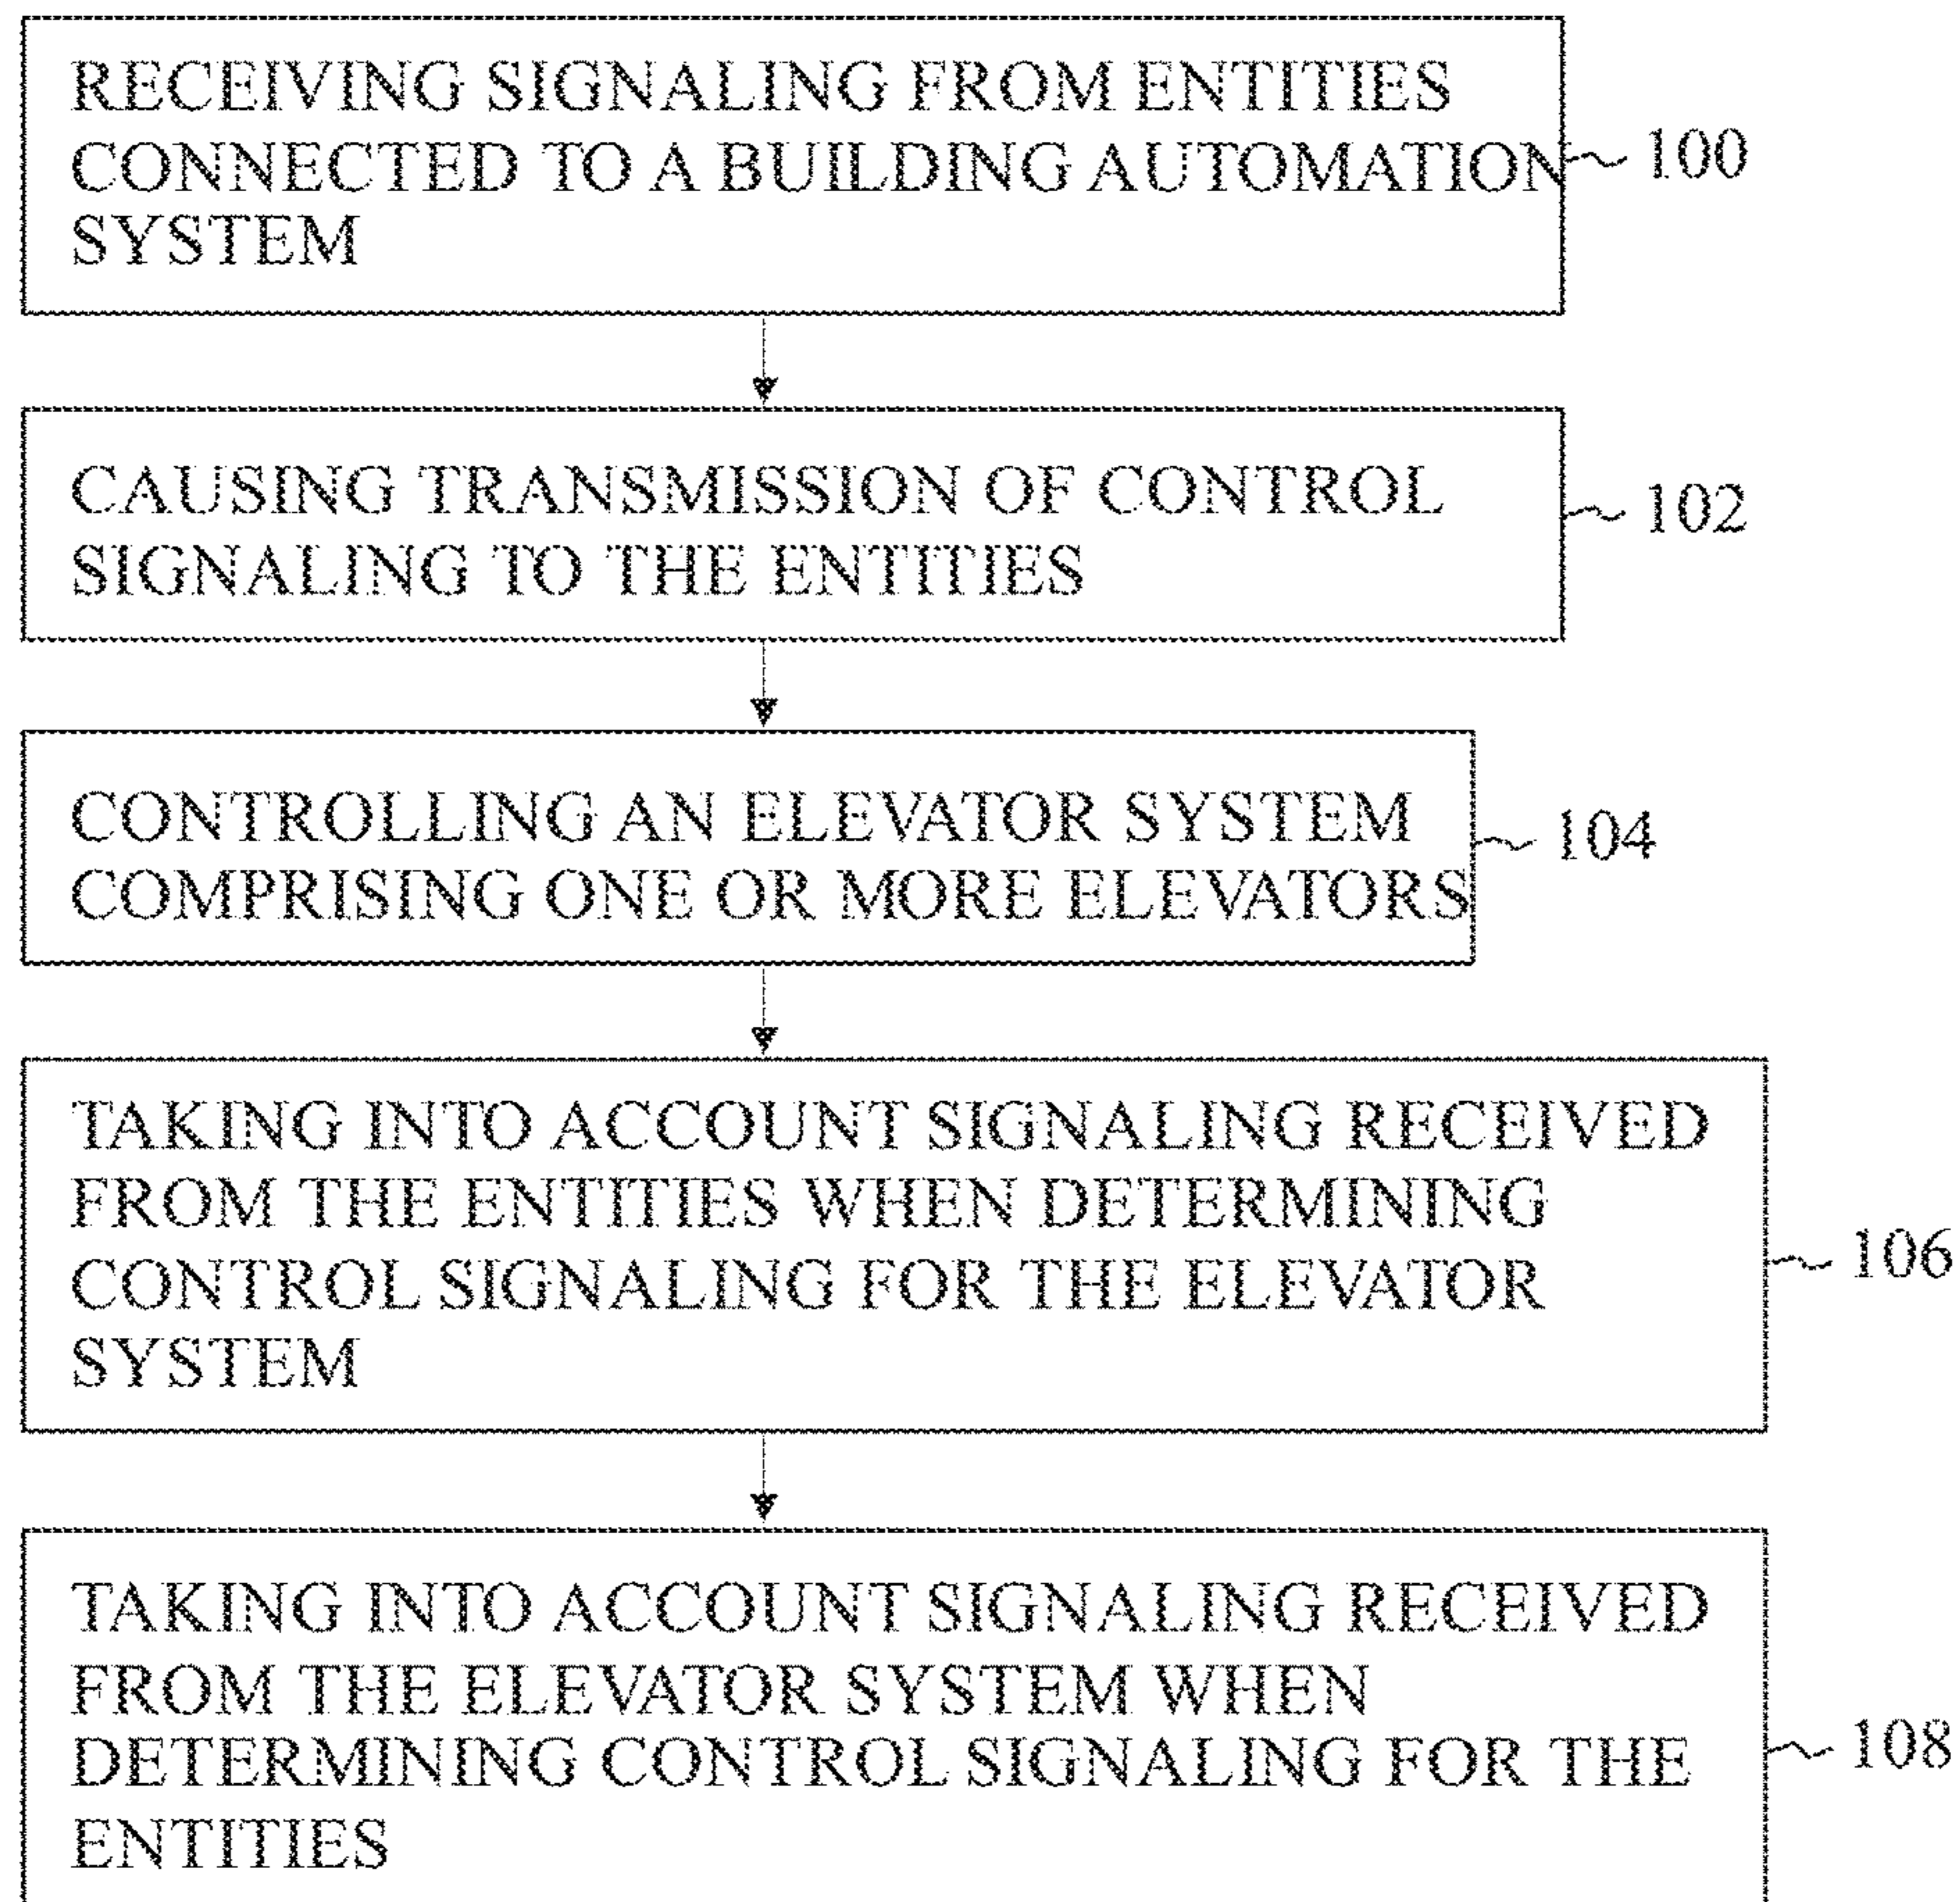 RECEIVING SIGNALING FROM ENTITIES
CONNECTED TO A BUILDING AUTOMATION
SYSTEM
100
CAUSING TRANSMISSION OF CONTROL
SIGNALING TO THE ENTITIES
102
CONTROLLING AN ELEVATOR SYSTEM
COMPRISING ONE OR MORE ELEVATORS
104
TAKING INTO ACCOUNT SIGNALING RECEIVED
FROM THE ENTITIES WHEN DETERMINING
CONTROL SIGNALING FOR THE ELEVATOR
SYSTEM
106
TAKING INTO ACCOUNT SIGNALING RECEIVED
FROM THE ELEVATOR SYSTEM WHEN
DETERMINING CONTROL SIGNALING FOR THE
ENTITIES
108